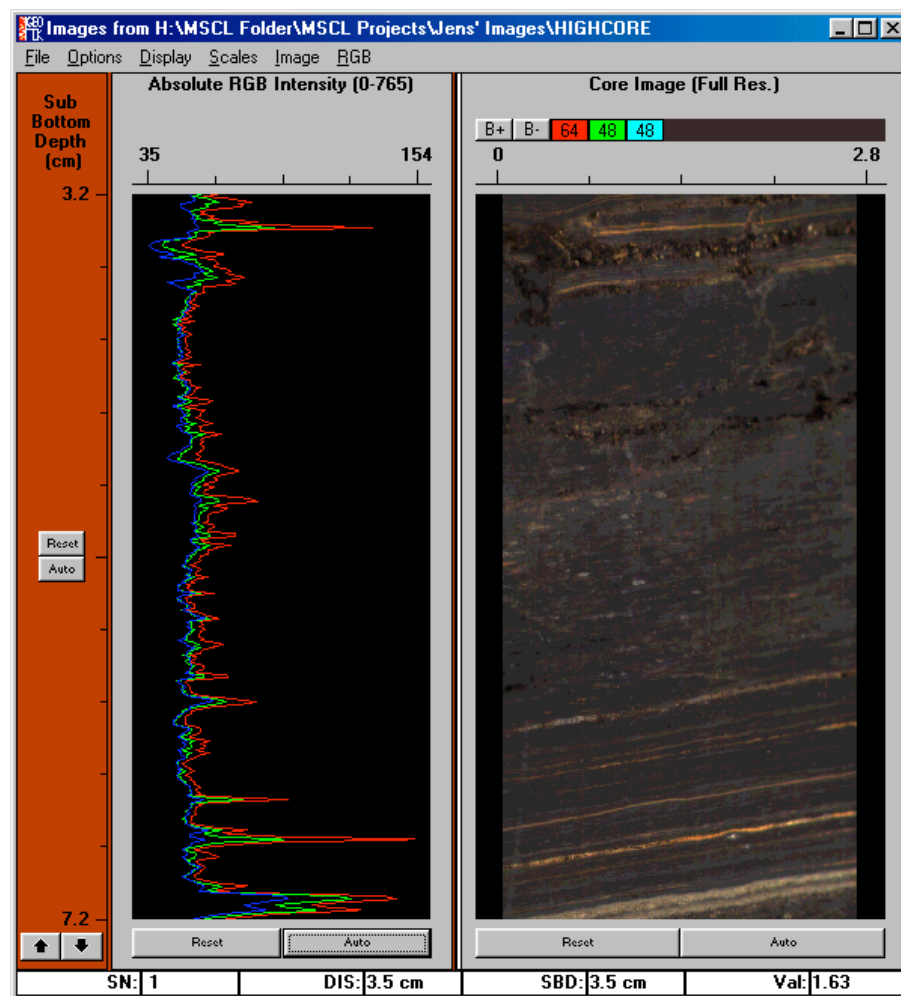 GEO
TEK
Images from H:\MSCL Folder\MSCL Projects\Jens' Images\HIGHCORE
File Options Display Scales Image RGB
Sub
Bottom
Depth
(cm)
3.2
Reset
Auto
7.2
Absolute RGB Intensity (0-765)
35 154
Reset Auto
Core Image (Full Res.)
B+ B- 64 48 48
0 2.8
Reset Auto
SN: 1 DIS: 3.5 cm SBD: 3.5 cm Val: 1.63